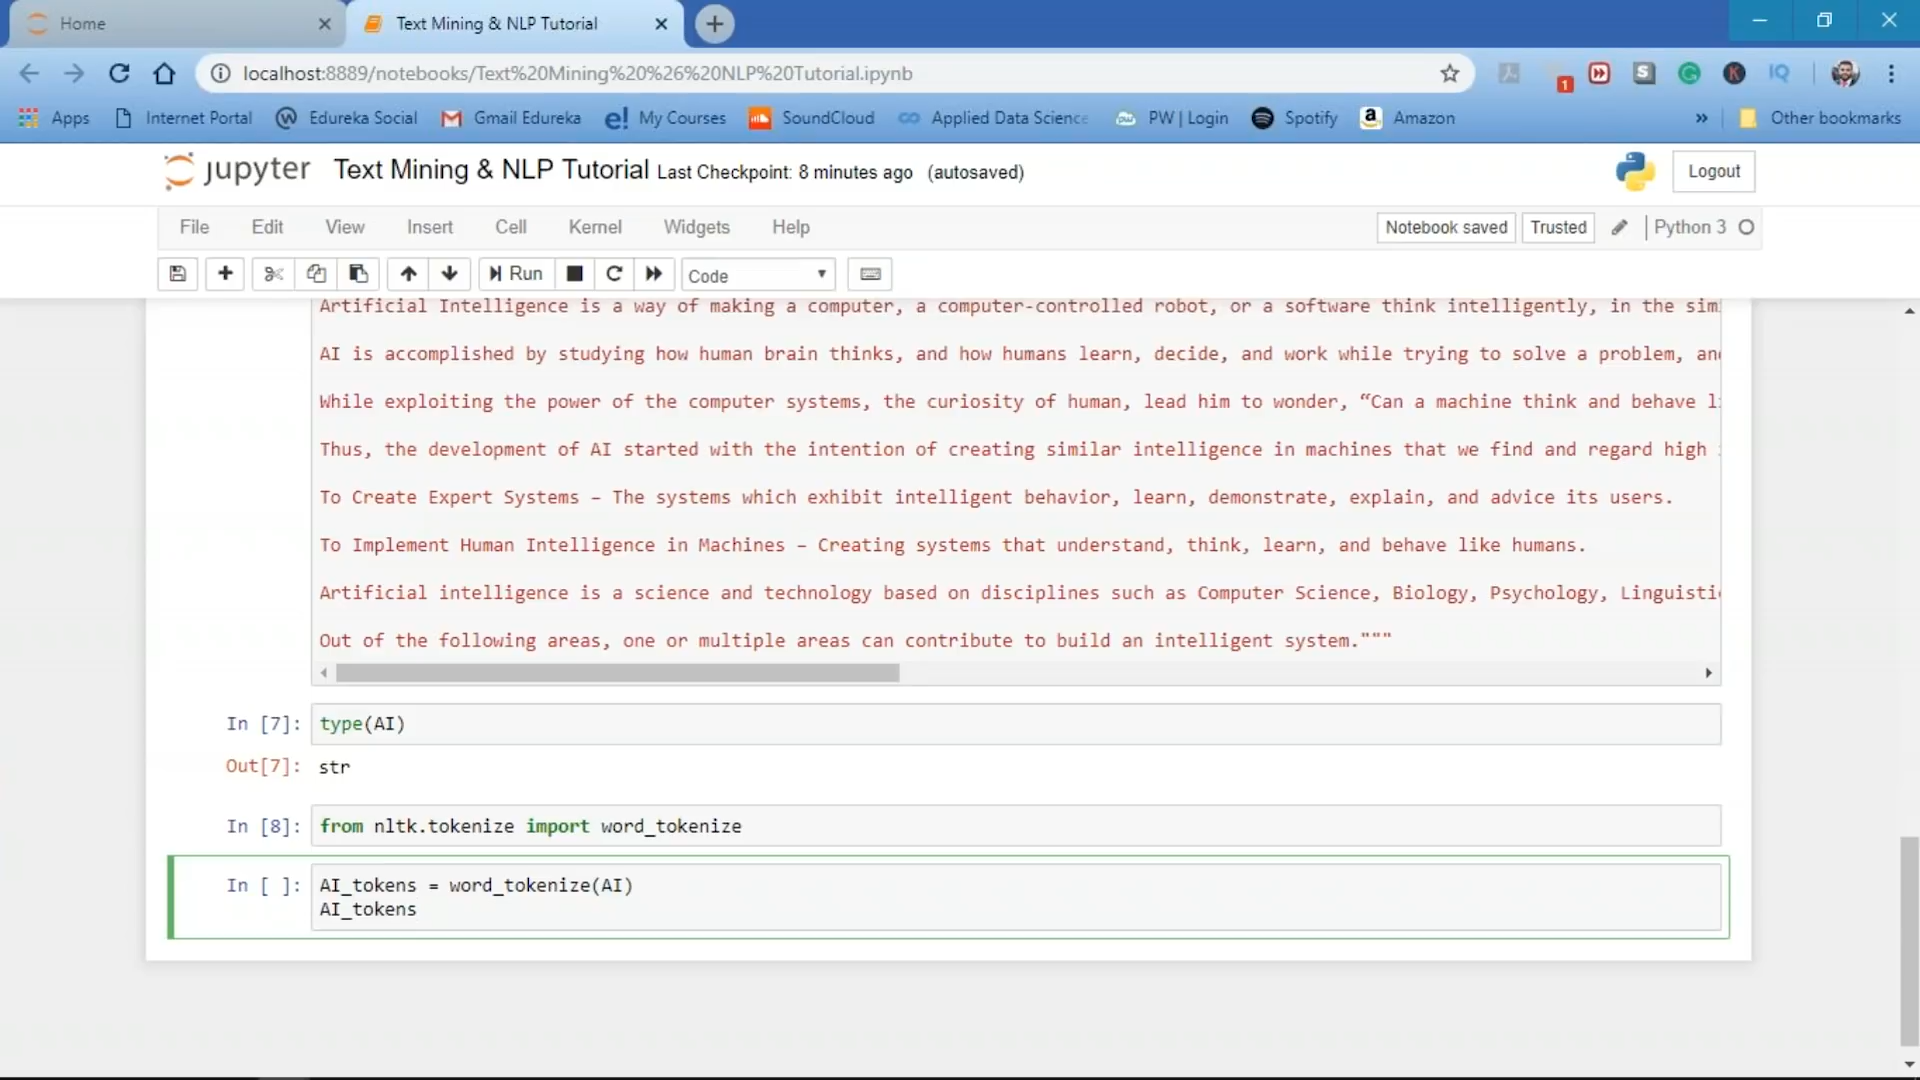 Home
Text Mining & NLP Tutorial
localhost:8889/notebooks/Text%20Mining%20%26%20NLP%20Tutorial.ipynb
1
S
K
IQ
Apps
Internet Portal
Edureka Social
Gmail Edureka
e! My Courses
SoundCloud
Applied Data Science
PW | Login
Spotify
a Amazon
»
Other bookmarks
jupyter Text Mining & NLP Tutorial Last Checkpoint: 8 minutes ago (autosaved)
Logout
File Edit View Insert Cell Kernel Widgets Help
Notebook saved
Trusted
Python 3
Run
Code
Artificial Intelligence is a way of making a computer, a computer-controlled robot, or a software think intelligently, in the sim
AI is accomplished by studying how human brain thinks, and how humans learn, decide, and work while trying to solve a problem, and
While exploiting the power of the computer systems, the curiosity of human, lead him to wonder, “Can a machine think and behave l
Thus, the development of AI started with the intention of creating similar intelligence in machines that we find and regard high
To Create Expert Systems – The systems which exhibit intelligent behavior, learn, demonstrate, explain, and advice its users.
To Implement Human Intelligence in Machines – Creating systems that understand, think, learn, and behave like humans.
Artificial intelligence is a science and technology based on disciplines such as Computer Science, Biology, Psychology, Linguisti
Out of the following areas, one or multiple areas can contribute to build an intelligent system."""
In [7]: type(AI)
Out[7]: str
In [8]: from nltk.tokenize import word_tokenize
In [ ]: AI_tokens = word_tokenize(AI)
AI_tokens